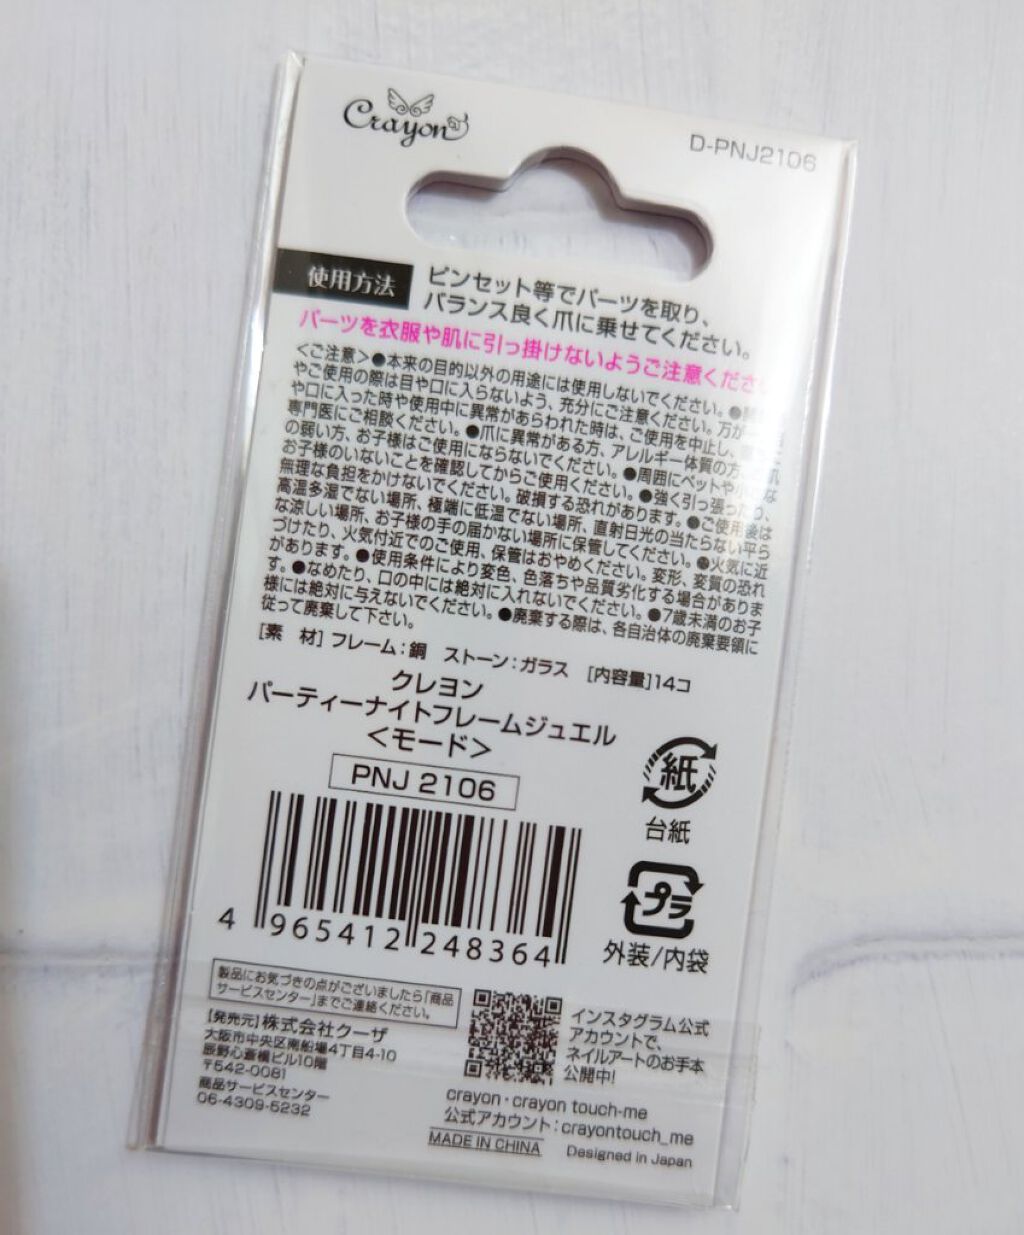 Crayon
D-PNJ2106
使用方法
ピンセット等でパーツを取り、
バランス良く爪に乗せてください。
パーツを衣服や肌に引っ掛けないようご注意くださ
<ご注意>●本来の目的以外の用途には使用しないでください。●
やご使用の際は目や口に入らないよう、充分にご注意ください。万が一
や口に入った時や使用中に異常があらわれた時は、ご使用を中止し、
専門医にご相談ください。●爪に異常がある方、アレルギー体質の方、肌
の弱い方、お子様はご使用にならないでください。●周囲にペットや小さな
お子様のいないことを確認してからご使用ください。●強く引っ張ったり、
無理な負担をかけないでください。破損する恐れがあります。●ご使用後は
高温多湿でない場所、極端に低温でない場所、直射日光の当たらない平ら
な涼しい場所、お子様の手の届かない場所に保管してください。●火気に近
づけたり、火気付近でのご使用、保管はおやめください。変形、変質の恐れ
があります。●使用条件により変色、色落ちや品質劣化する場合がありま
す。●なめたり、口の中には絶対に入れないでください。●7歳未満のお子
様には絶対に与えないでください。●廃棄する際は、各自治体の廃棄要領に
従って廃棄して下さい。
[素 材]フレーム:銅 ストーン:ガラス [内容量]14コ
クレヨン
パーティーナイトフレームジュエル
<モード>
PNJ 2106
紙
台紙
プラ
外装/内袋
4 965412 248364
製品にお気づきの点がございましたら「商品
サービスセンター」までご連絡ください。
[発売元]株式会社クーザ
大阪市中央区南船場4丁目4-10
辰野心斎橋ビル10階
〒542-0081
商品サービスセンター
06-4309-5232
インスタグラム公式
アカウントで、
ネイルアートのお手本
公開中!
crayon・crayon touch-me
公式アカウント:crayontouch_me
MADE IN CHINA
Designed in Japan